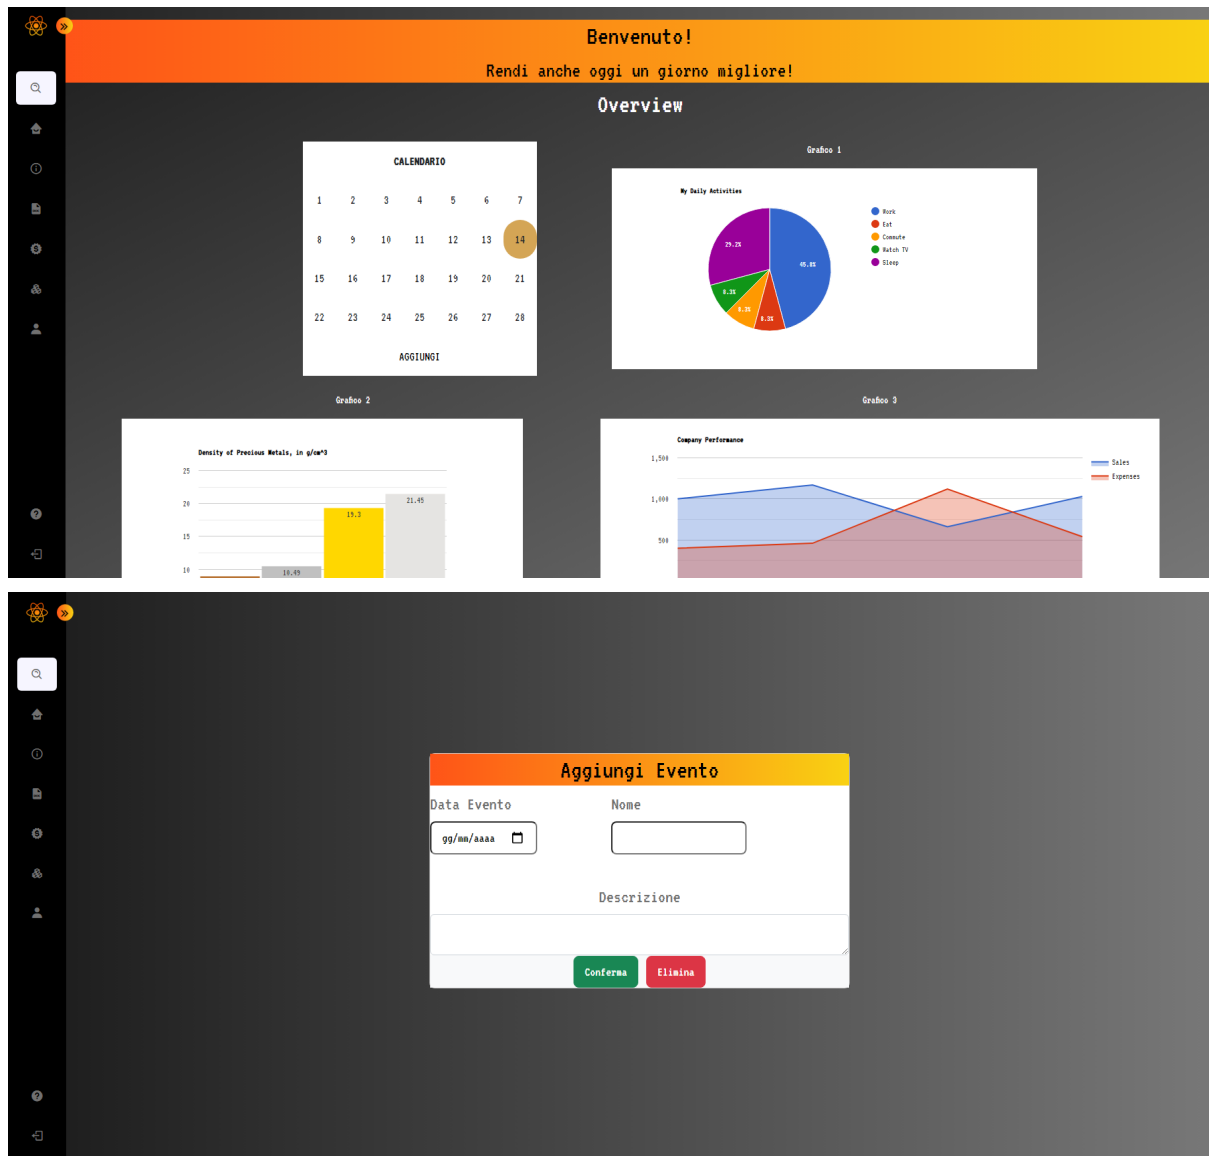 Benvenuto!
Rendi anche oggi un giorno migliore!
Overview
CALENDARIO
1 2 3 4 5 6 7
8 9 10 11 12 13 14
15 16 17 18 19 20 21
22 23 24 25 26 27 28
AGGIUNGI
Grafico 1
My Daily Activities
Work
Eat
Commute
Watch TV
Sleep
29.2%
45.8%
8.3%
8.3%
8.3%
Grafico 2
Density of Precious Metals, in g/cm^3
25
20
15
10
10.49
19.3
21.45
Grafico 3
Company Performance
1,500
1,000
500
Sales
Expenses
Aggiungi Evento
Data Evento Nome
gg/mm/aaaa
Descrizione
Conferma Elimina